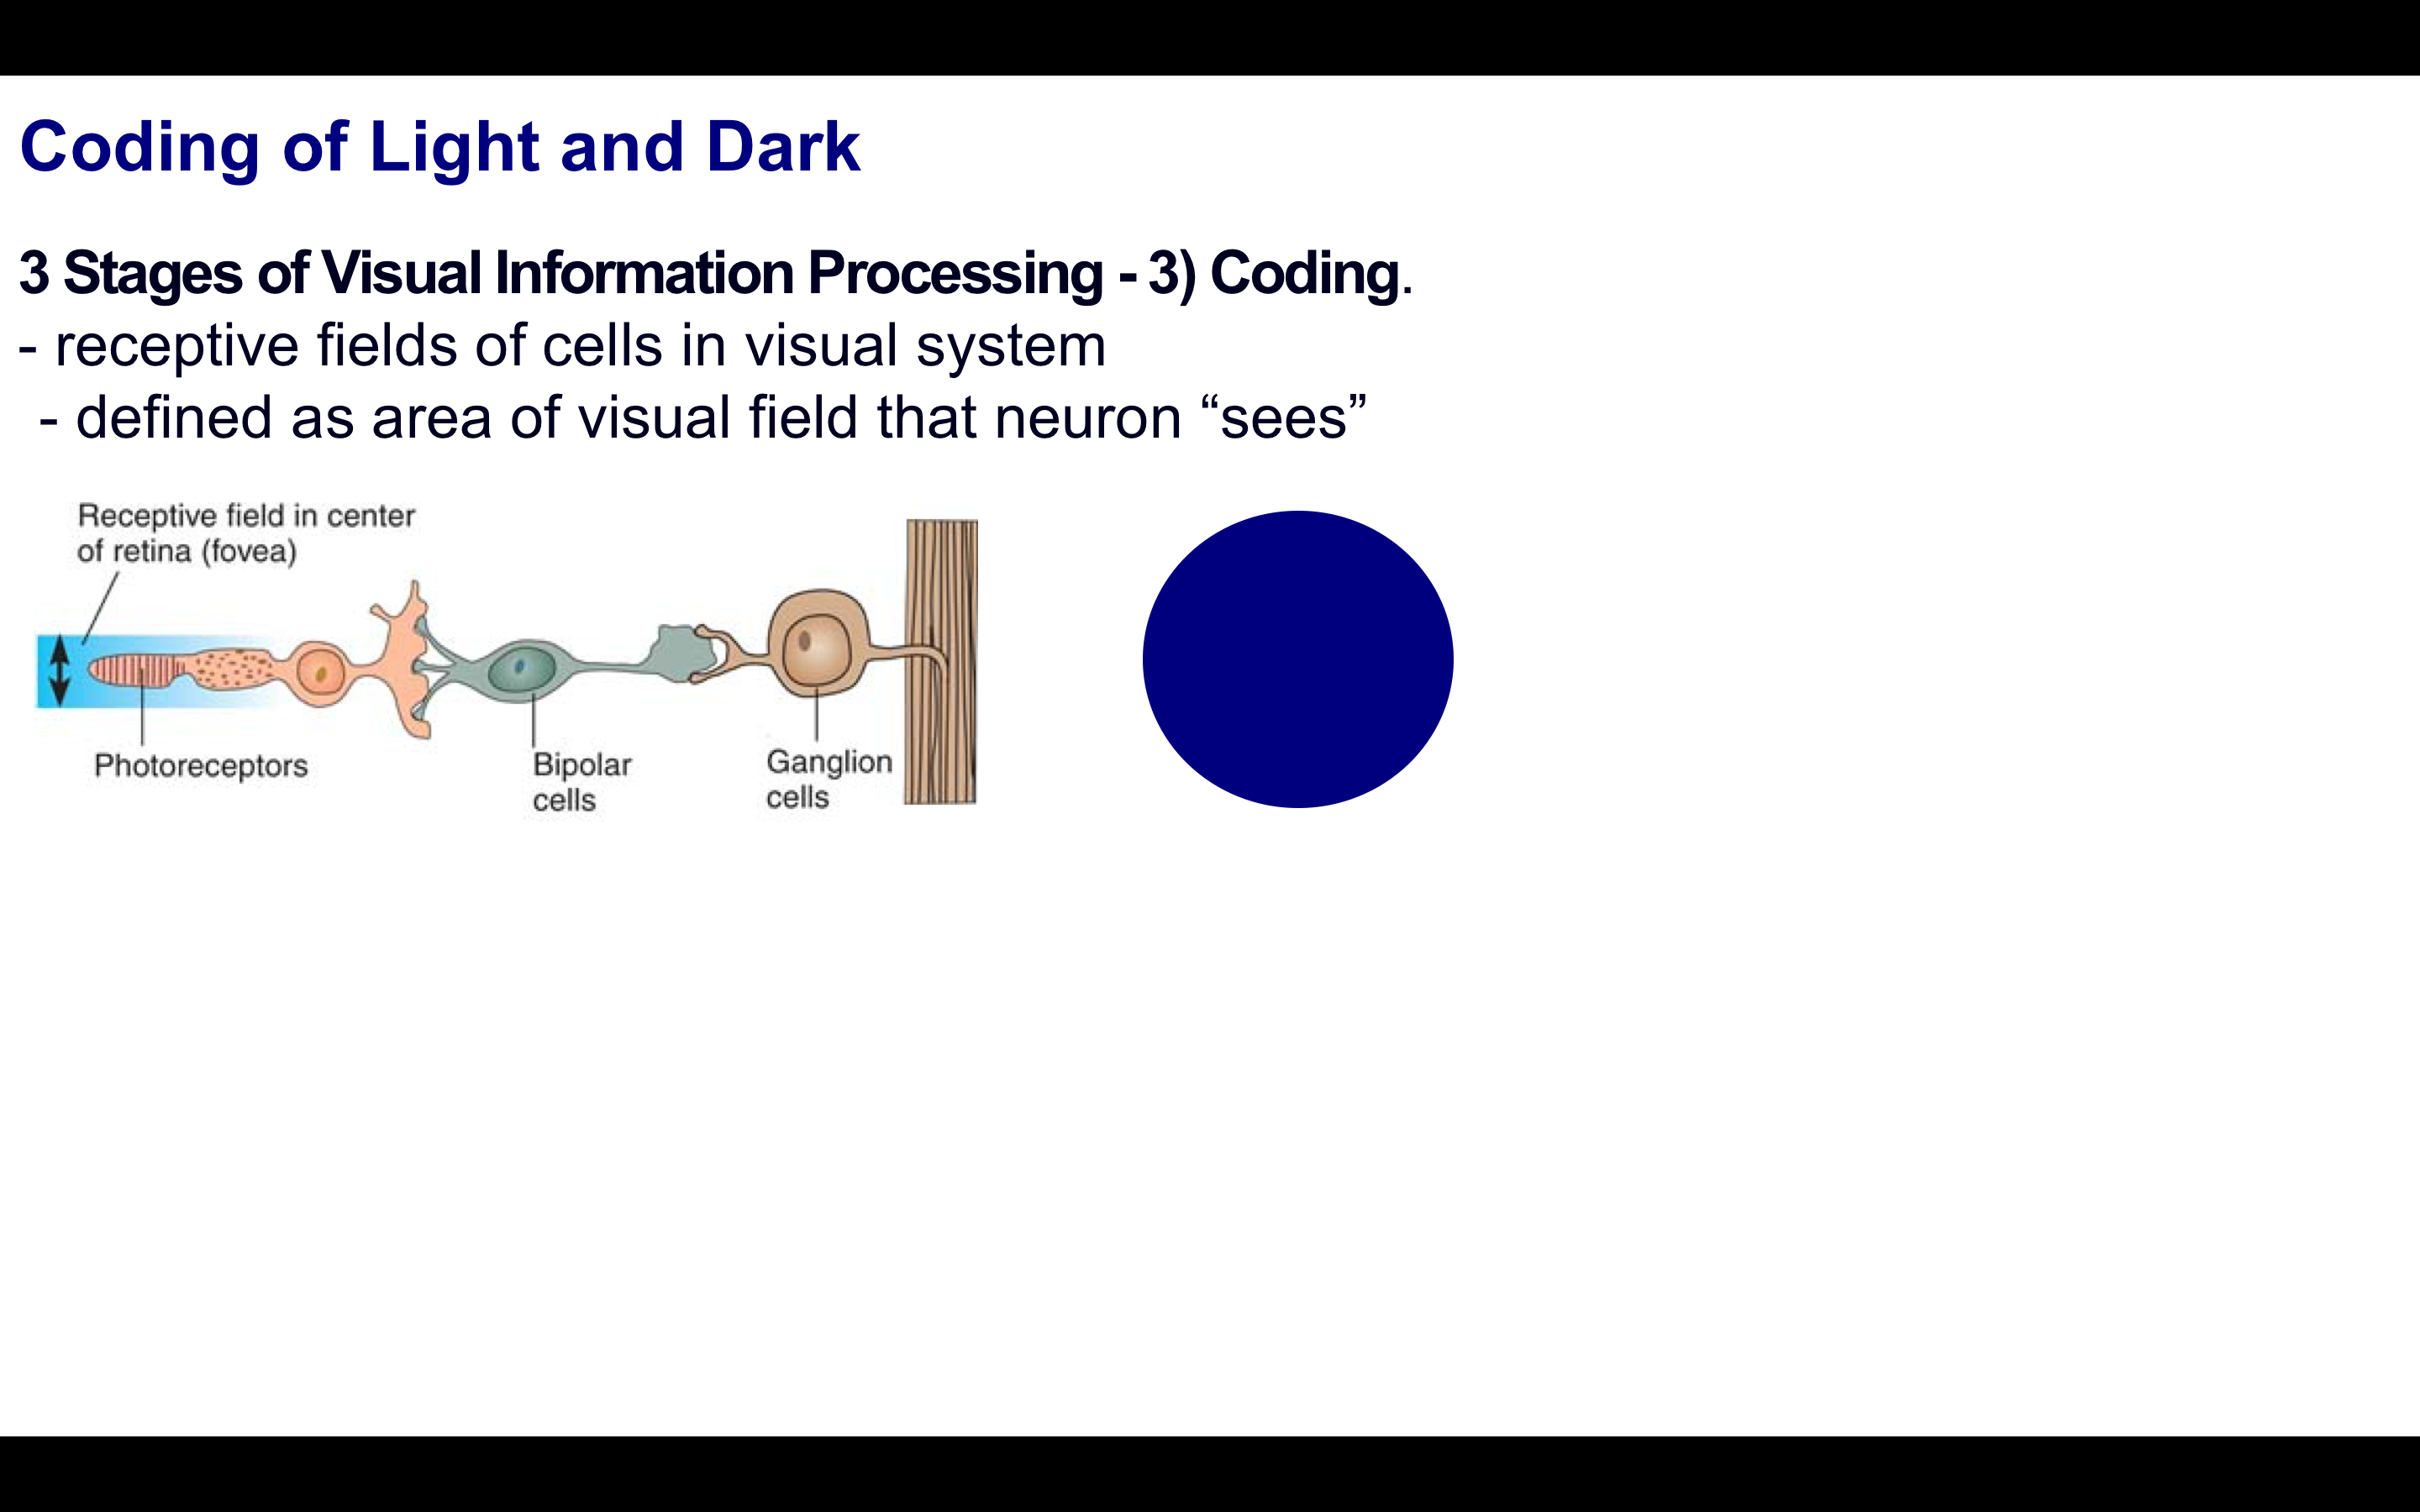 Coding of Light and Dark
3 Stages of Visual Information Processing - 3) Coding.
- receptive fields of cells in visual system
- defined as area of visual field that neuron “sees”
Receptive field in center
of retina (fovea)
Photoreceptors
Bipolar
cells
Ganglion
cells